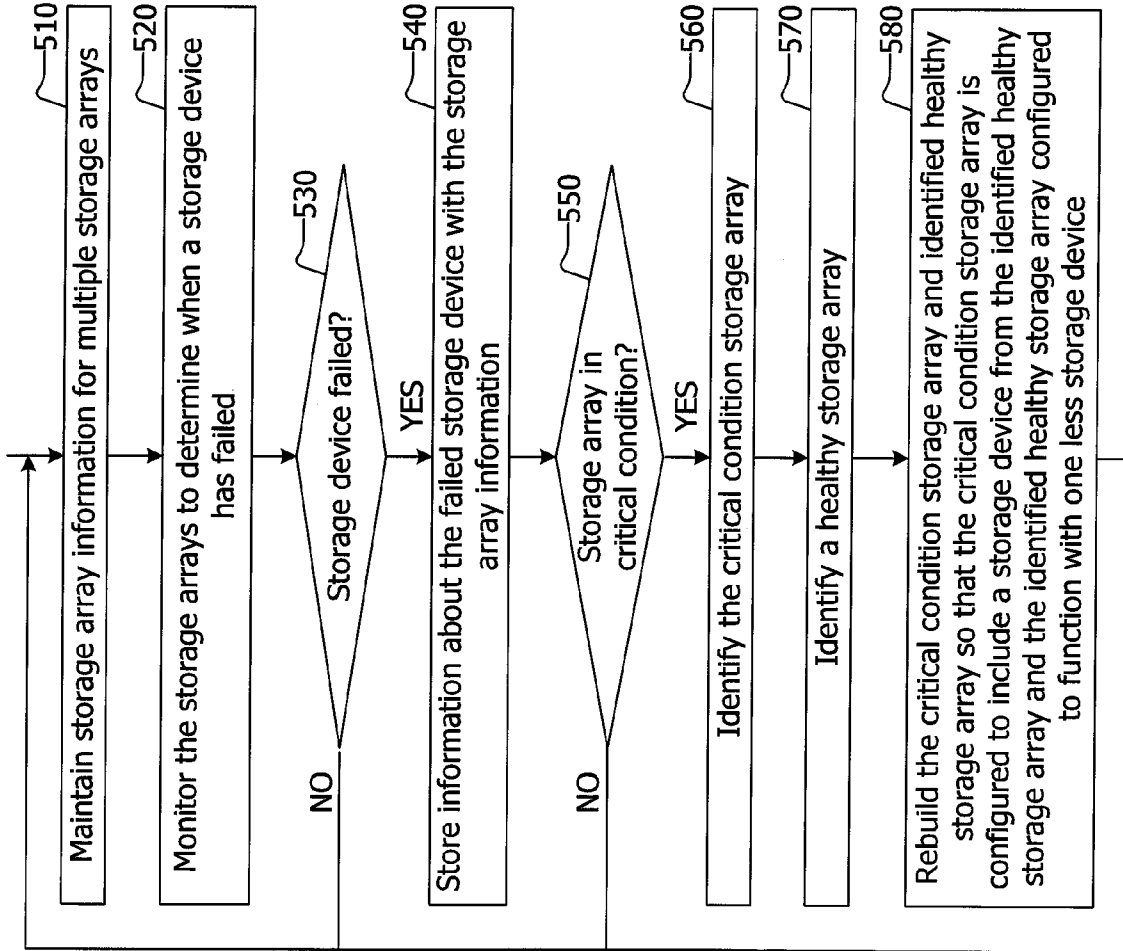 510
Maintain storage array information for multiple storage arrays
520
Monitor the storage arrays to determine when a storage device
has failed
530
Storage device failed?
NO
YES
540
Store information about the failed storage device with the storage
array information
550
Storage array in
critical condition?
NO
YES
560
Identify the critical condition storage array
570
Identify a healthy storage array
580
Rebuild the critical condition storage array and identified healthy
storage array so that the critical condition storage array is
configured to include a storage device from the identified healthy
storage array and the identified healthy storage array configured
to function with one less storage device